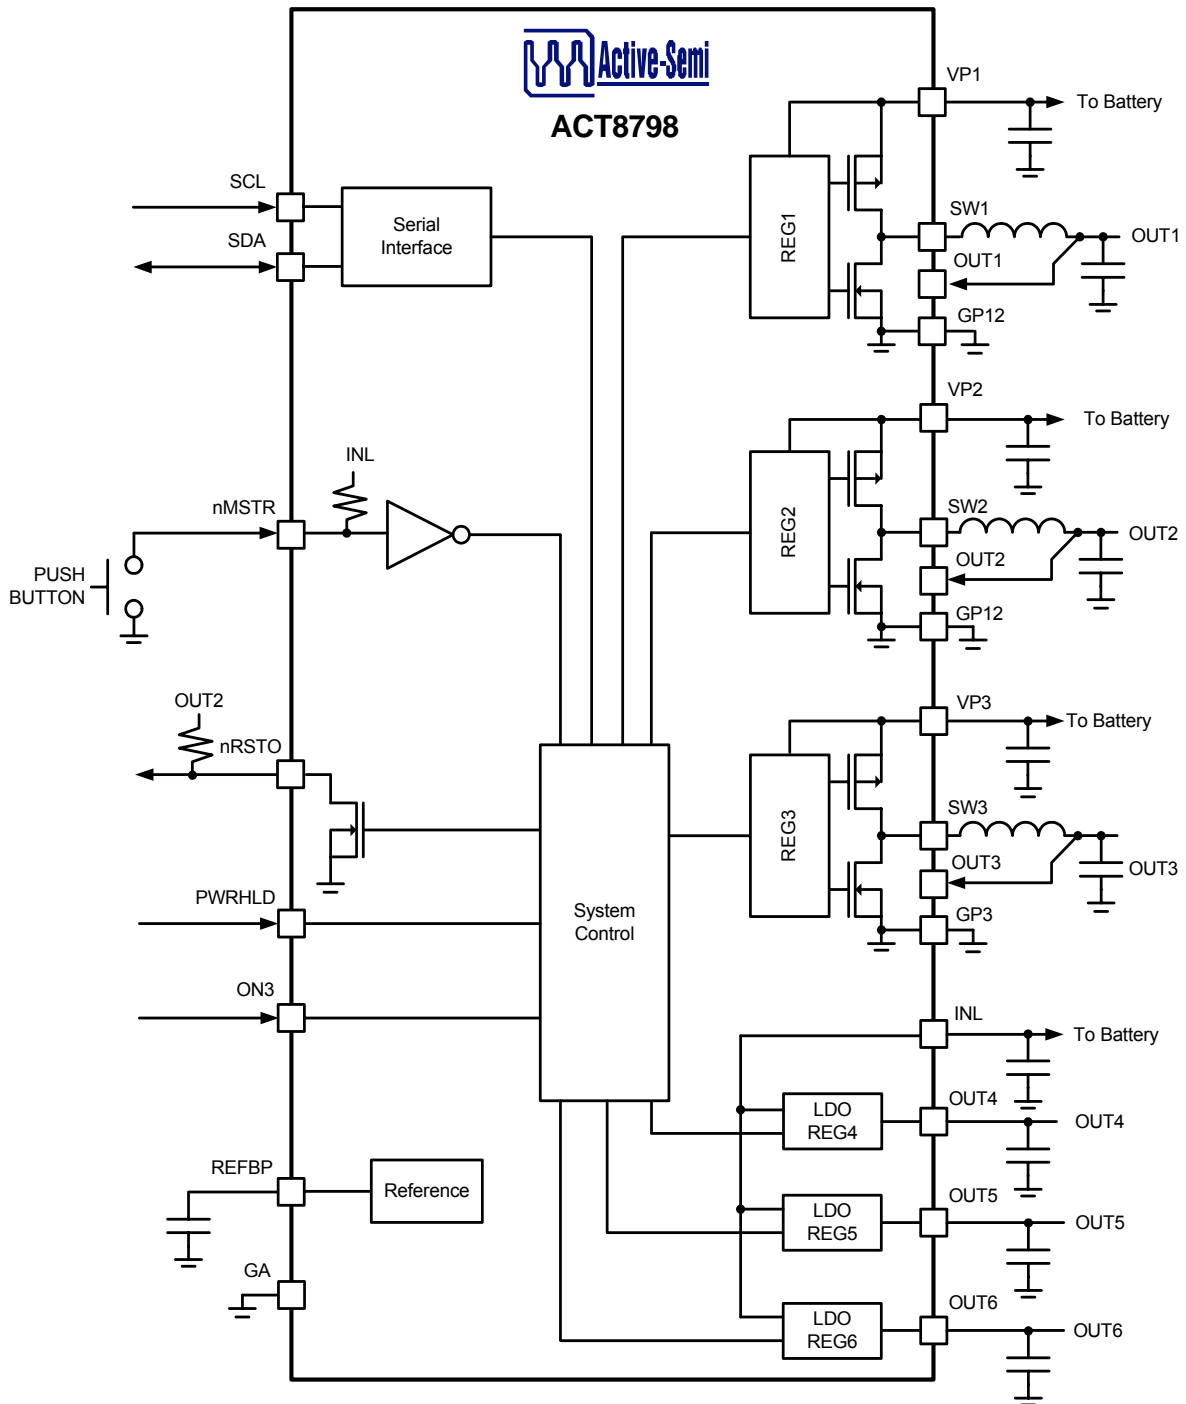 Active-Semi
ACT8798
SCL
SDA
Serial
Interface
INL
nMSTR
PUSH
BUTTON
OUT2
nRSTO
PWRHLD
ON3
System
Control
REFBP
Reference
GA
VP1
To Battery
REG1
SW1
OUT1
OUT1
GP12
VP2
To Battery
REG2
SW2
OUT2
OUT2
GP12
VP3
To Battery
REG3
SW3
OUT3
OUT3
GP3
INL
To Battery
LDO
REG4
OUT4
OUT4
LDO
REG5
OUT5
OUT5
LDO
REG6
OUT6
OUT6